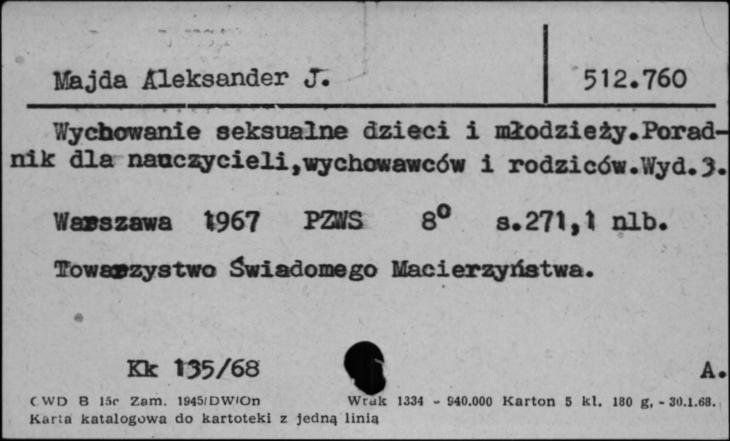 Majda Aleksander J. 512.760
Wychowanie seksualne dzieci i młodzieży.Porad-
nik dla nauczycieli,wychowawców i rodziców.Wyd.3.
Warszawa 1967 PZWS 8° s.271,1 nlb.
Towarzystwo Świadomego Macierzyństwa.
Kk 135/68 A.
CWD B 15c Zam. 1945/DW/On Wrak 1334 - 940.000 Karton 5 kl. 180 g. - 30.1.68.
Karta katalogowa do kartoteki z jedną linią